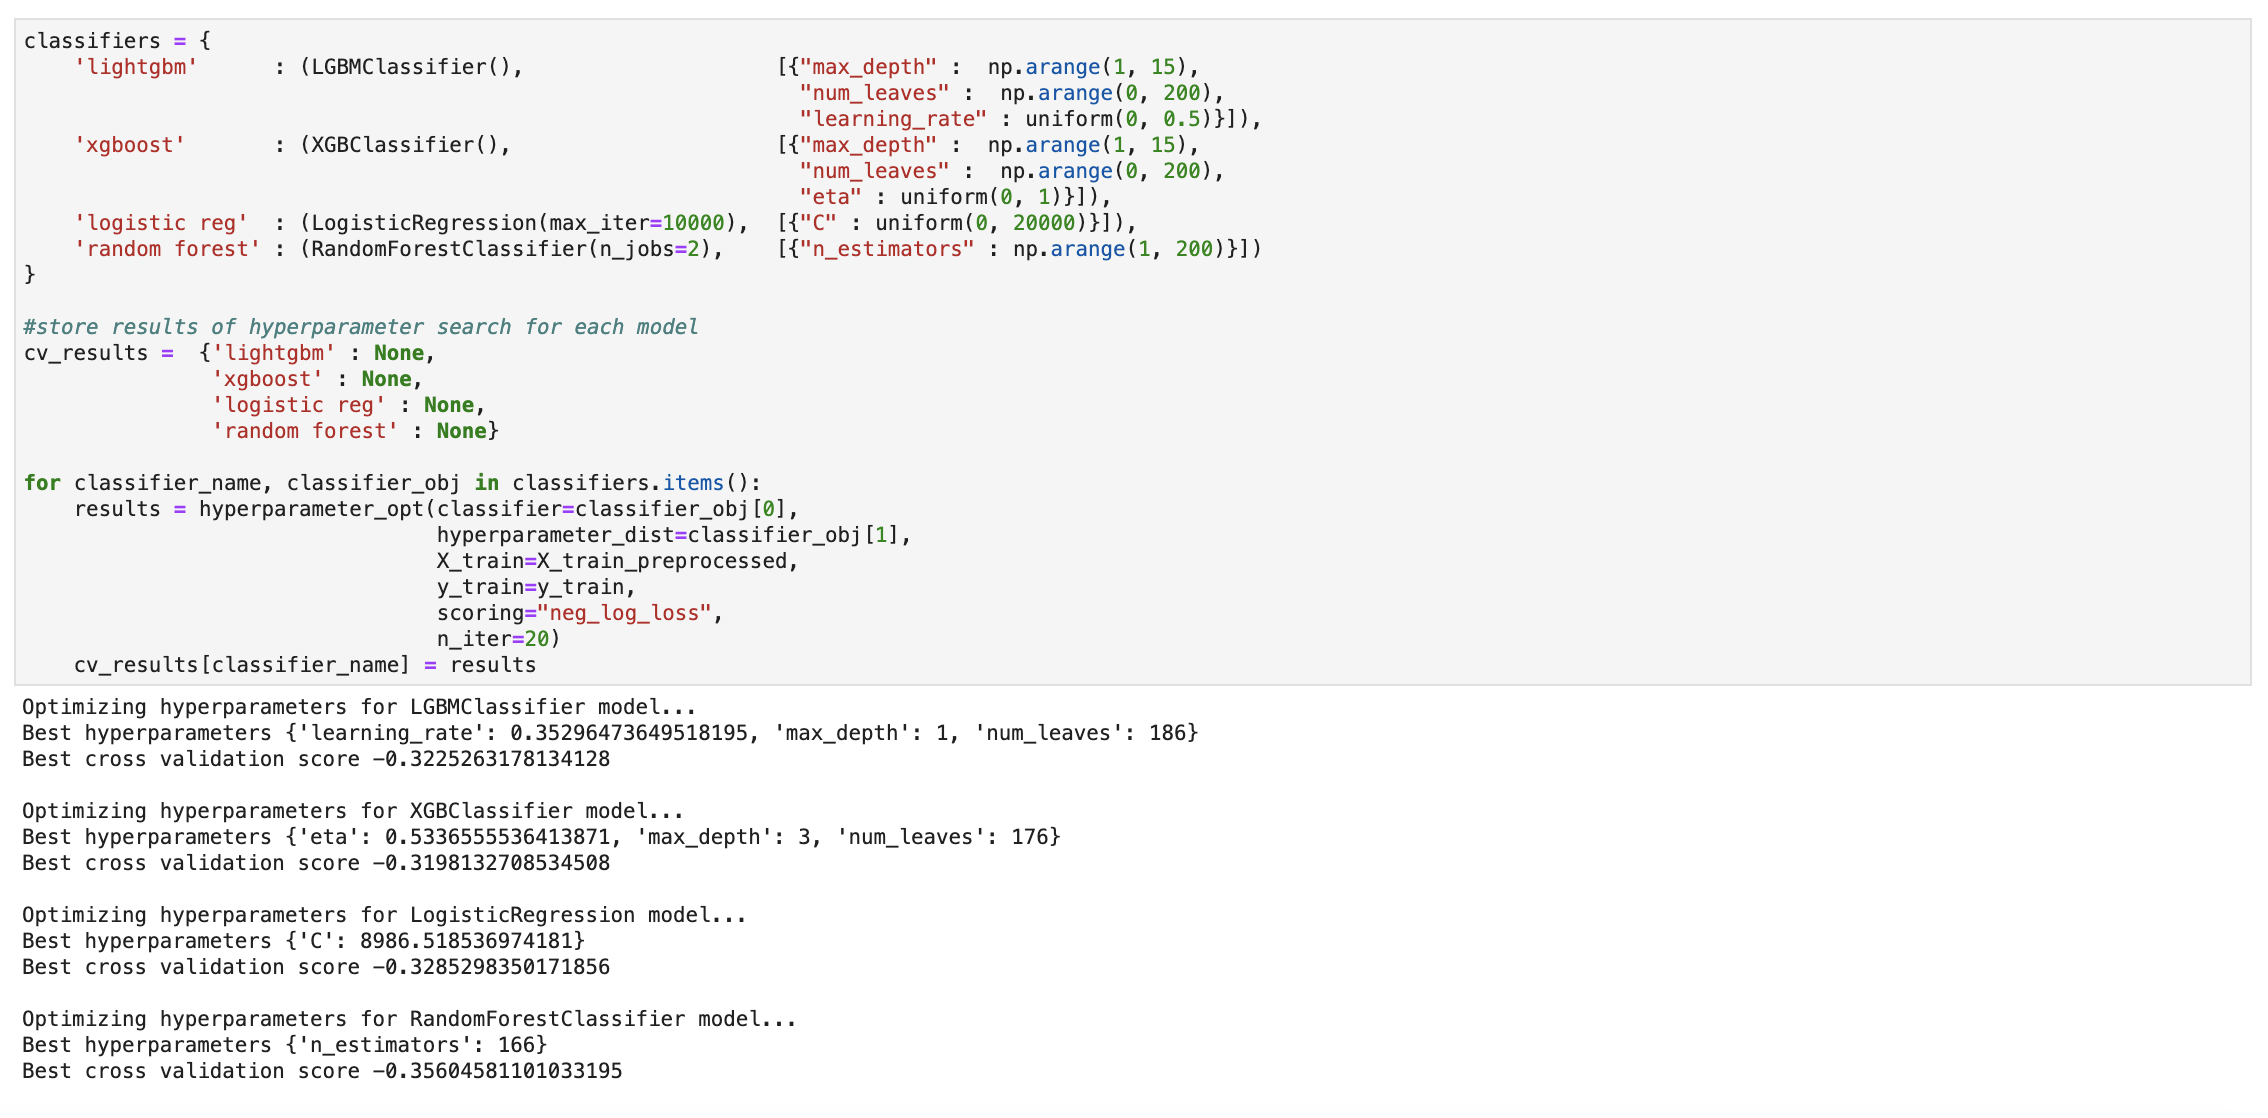 classifiers = {
    'lightgbm'      : (LGBMClassifier(),                    [{"max_depth" :  np.arange(1, 15),
                                                              "num_leaves" :  np.arange(0, 200),
                                                              "learning_rate" : uniform(0, 0.5)}]),
    'xgboost'       : (XGBClassifier(),                     [{"max_depth" :  np.arange(1, 15),
                                                              "num_leaves" :  np.arange(0, 200),
                                                              "eta" : uniform(0, 1)}]),
    'logistic reg'  : (LogisticRegression(max_iter=10000),  [{"C" : uniform(0, 20000)}]),
    'random forest' : (RandomForestClassifier(n_jobs=2),    [{"n_estimators" : np.arange(1, 200)}])
}

#store results of hyperparameter search for each model
cv_results =  {'lightgbm' : None,
               'xgboost' : None,
               'logistic reg' : None,
               'random forest' : None}

for classifier_name, classifier_obj in classifiers.items():
    results = hyperparameter_opt(classifier=classifier_obj[0],
                                 hyperparameter_dist=classifier_obj[1],
                                 X_train=X_train_preprocessed,
                                 y_train=y_train,
                                 scoring="neg_log_loss",
                                 n_iter=20)
    cv_results[classifier_name] = results
Optimizing hyperparameters for LGBMClassifier model...
Best hyperparameters {'learning_rate': 0.35296473649518195, 'max_depth': 1, 'num_leaves': 186}
Best cross validation score -0.3225263178134128

Optimizing hyperparameters for XGBClassifier model...
Best hyperparameters {'eta': 0.5336555536413871, 'max_depth': 3, 'num_leaves': 176}
Best cross validation score -0.3198132708534508

Optimizing hyperparameters for LogisticRegression model...
Best hyperparameters {'C': 8986.518536974181}
Best cross validation score -0.3285298350171856

Optimizing hyperparameters for RandomForestClassifier model...
Best hyperparameters {'n_estimators': 166}
Best cross validation score -0.35604581101033195